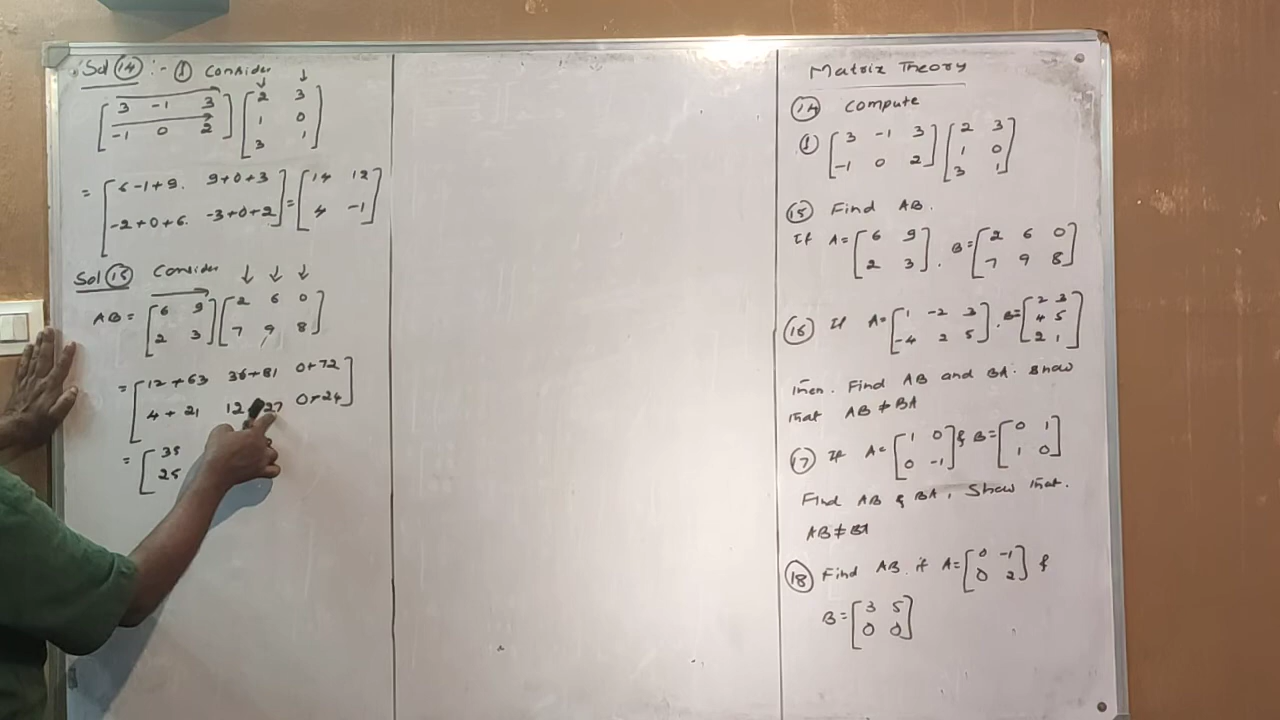 Sol 14 :- ① Consider
[3 -1 3] [2 3]
[-1 0 2] [1 0]
[3 1]
= [6-1+9. 9+0+3] = [14 12]
[-2+0+6. -3+0+2] [4 -1]
Sol 15 Consider
AB = [6 9] [2 6 0]
[2 3] [7 9 8]
= [12+63 36+81 0+72]
[4+21 12 27 0+24]
= [35
[25
Matrix Theory
14 Compute
① [3 -1 3] [2 3]
[-1 0 2] [1 0]
[3 1]
15 Find AB.
If A= [6 9] , B= [2 6 0]
[2 3] [7 9 8]
16 If A= [1 -2 3] , B= [2 3]
[-4 2 5] [4 5]
[2 1]
Then. Find AB and BA. Show
that AB ≠ BA
17 If A= [1 0] & B= [0 1]
[0 -1] [1 0]
Find AB & BA, Show that.
AB ≠ BA
18 Find AB. if A= [0 -1] &
[0 2]
B= [3 5]
[0 0]